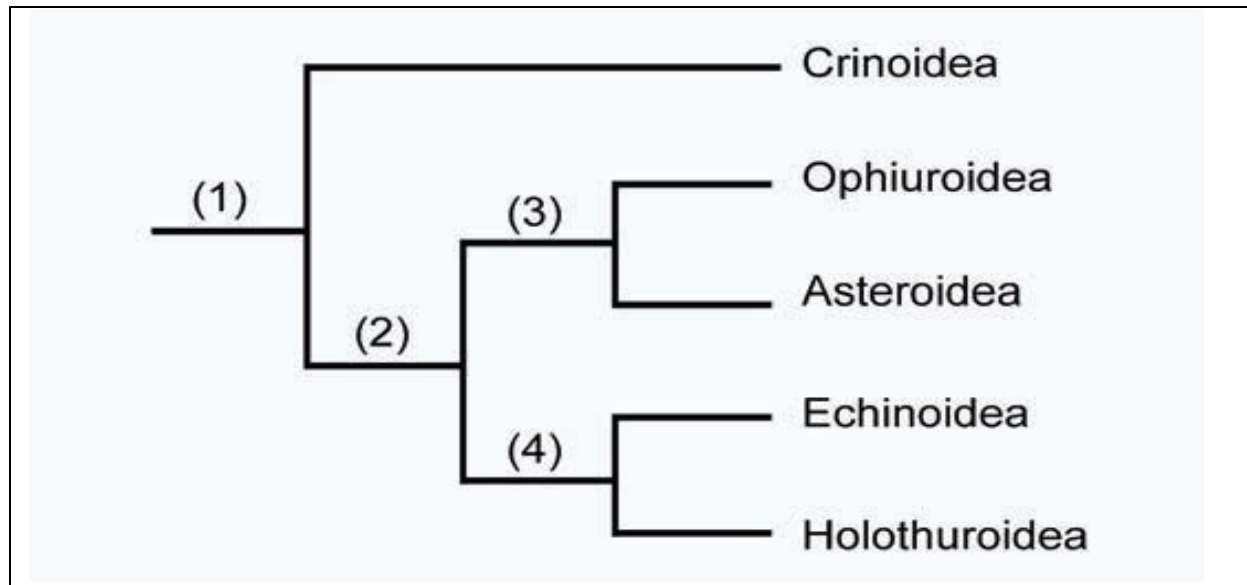 Crinoidea
(1)
Ophiuroidea
(3)
Asteroidea
(2)
Echinoidea
(4)
Holothuroidea